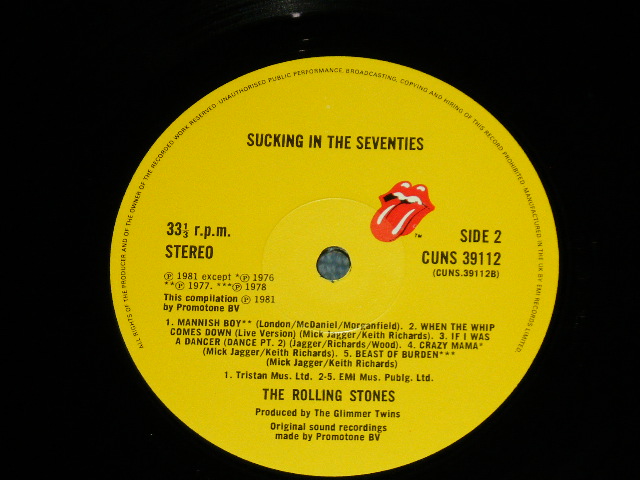 ALL RIGHTS OF THE PRODUCER AND OF THE OWNER OF THE RECORDED WORK RESERVED. UNAUTHORISED PUBLIC PERFORMANCE, BROADCASTING, COPYING AND HIRING OF THIS RECORD PROHIBITED. MANUFACTURED IN THE UK BY EMI RECORDS LIMITED.
SUCKING IN THE SEVENTIES
33⅓ r.p.m.
STEREO
TM
SIDE 2
CUNS 39112
(CUNS.39112B)
℗ 1981 except *℗ 1976
**℗ 1977. ***℗ 1978
This compilation ℗ 1981
by Promotone BV
1. MANNISH BOY** (London/McDaniel/Morganfield). 2. WHEN THE WHIP
COMES DOWN (Live Version) (Mick Jagger/Keith Richards). 3. IF I WAS
A DANCER (DANCE PT. 2) (Jagger/Richards/Wood). 4. CRAZY MAMA*
(Mick Jagger/Keith Richards). 5. BEAST OF BURDEN***
(Mick Jagger/Keith Richards)
1. Tristan Mus. Ltd. 2-5. EMI Mus. Publg. Ltd.
THE ROLLING STONES
Produced by The Glimmer Twins
Original sound recordings
made by Promotone BV